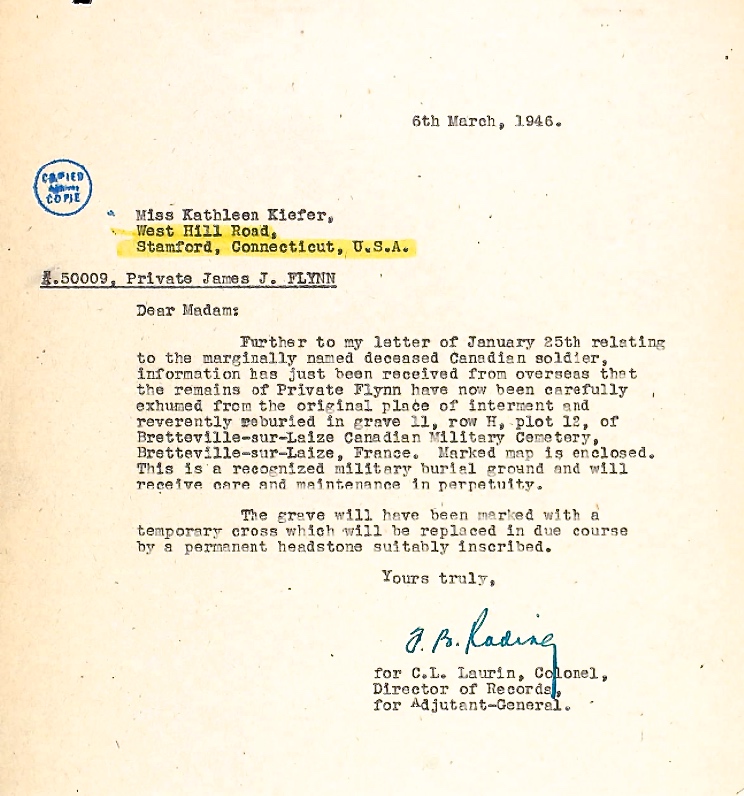 6th March, 1946.
COPIED
COPIE
Miss Kathleen Kiefer,
West Hill Road,
Stamford, Connecticut, U.S.A.
A.50009, Private James J. FLYNN
Dear Madam:
Further to my letter of January 25th relating
to the marginally named deceased Canadian soldier,
information has just been received from overseas that
the remains of Private Flynn have now been carefully
exhumed from the original place of interment and
reverently reburied in grave 11, row H, plot 12, of
Bretteville-sur-Laize Canadian Military Cemetery,
Bretteville-sur-Laize, France. Marked map is enclosed.
This is a recognized military burial ground and will
receive care and maintenance in perpetuity.
The grave will have been marked with a
temporary cross which will be replaced in due course
by a permanent headstone suitably inscribed.
Yours truly,
for C.L. Laurin, Colonel,
Director of Records,
for Adjutant-General.